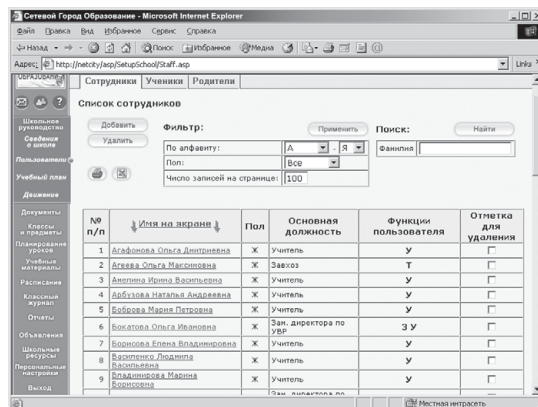 Сетевой Город Образование - Microsoft Internet Explorer
Файл Правка Вид Избранное Сервис Справка
Назад Поиск Избранное Медиа
Адрес: http://netcity/asp/SetupSchool/Staff.asp Links
ОБРАЗОВАНИЕ
Сотрудники Ученики Родители
Список сотрудников
Добавить
Удалить
Фильтр: Применить
По алфавиту: А - Я
Пол: Все
Число записей на странице: 100
Поиск: Найти
Фамилия
Школьное руководство
Сведения о школе
Пользователи
Учебный план
Движение
Документы
Классы и предметы
Планирование уроков
Учебные материалы
Расписание
Классный журнал
Отчеты
Объявления
Школьные ресурсы
Персональные настройки
Выход
№ п/п Имя на экране Пол Основная должность Функции пользователя Отметка для удаления
1 Агафонова Ольга Дмитриевна Ж Учитель У
2 Агеева Ольга Максимовна Ж Завхоз Т
3 Амелина Ирина Васильевна Ж Учитель У
4 Арбузова Наталья Андреевна Ж Учитель У
5 Боброва Мария Петровна Ж Учитель У
6 Бокатова Ольга Ивановна Ж Зам. директора по УВР З У
7 Борисова Елена Владимировна Ж Учитель У
8 Василенко Людмила Васильевна Ж Учитель У
9 Владимирова Марина Борисовна Ж Учитель У
Зам. директора по
Местная интрасеть